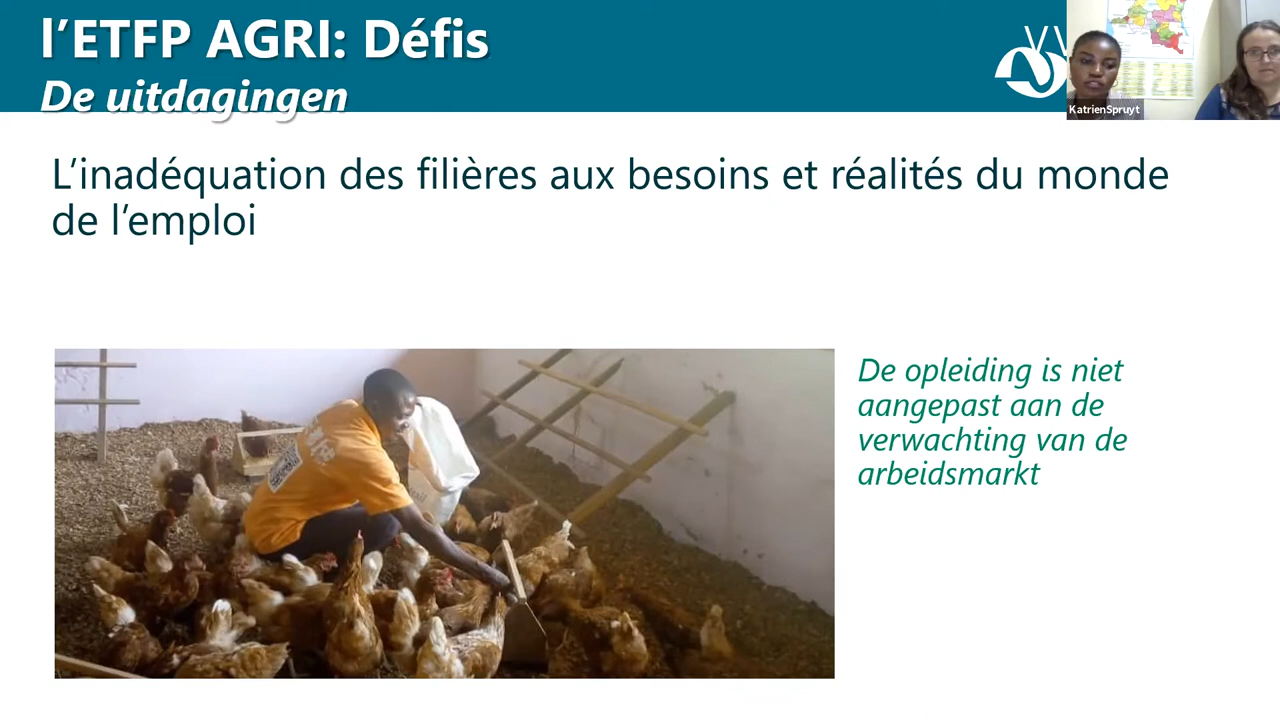 l’ETFP AGRI: Défis
De uitdagingen
KatrienSpruyt
L’inadéquation des filières aux besoins et réalités du monde
de l’emploi
De opleiding is niet
aangepast aan de
verwachting van de
arbeidsmarkt